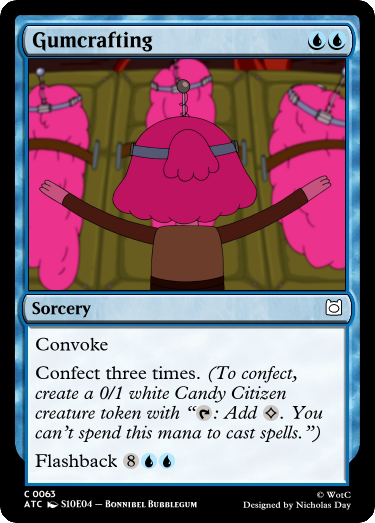 Gumcrafting
Sorcery
Convoke
Confect three times. (To confect,
create a 0/1 white Candy Citizen
creature token with “: Add . You
can’t spend this mana to cast spells.”)
Flashback 8
C 0063
ATC S10E04 – Bonnibel Bubblegum
© WotC
Designed by Nicholas Day